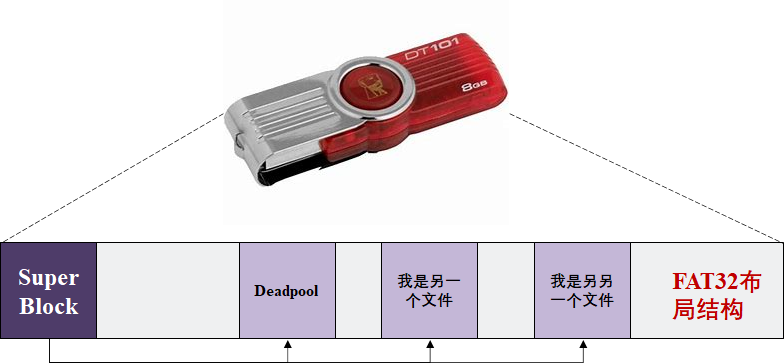 DT101
8GB
Super
Block
Deadpool
我是另一
个文件
我是另另
一个文件
FAT32布
局结构